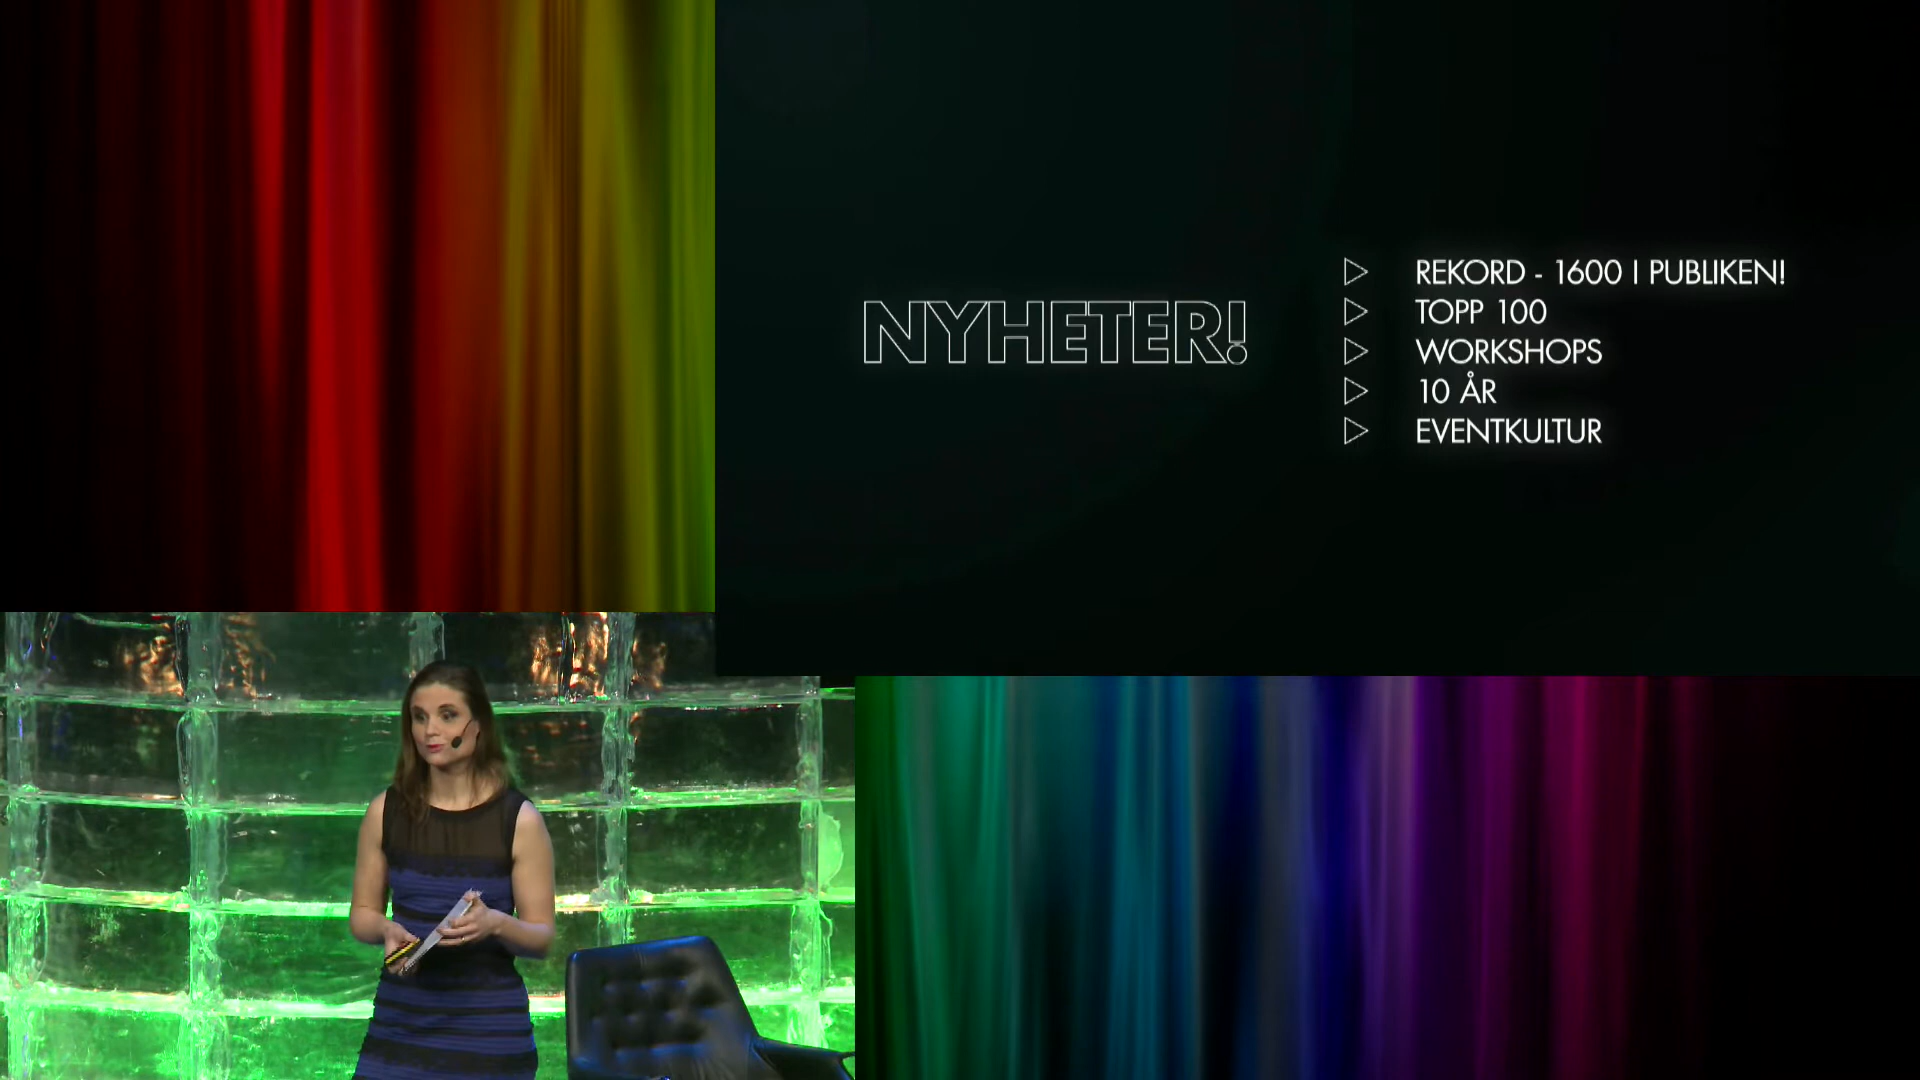 NYHETER!
REKORD - 1600 I PUBLIKEN!
TOPP 100
WORKSHOPS
10 ÅR
EVENTKULTUR